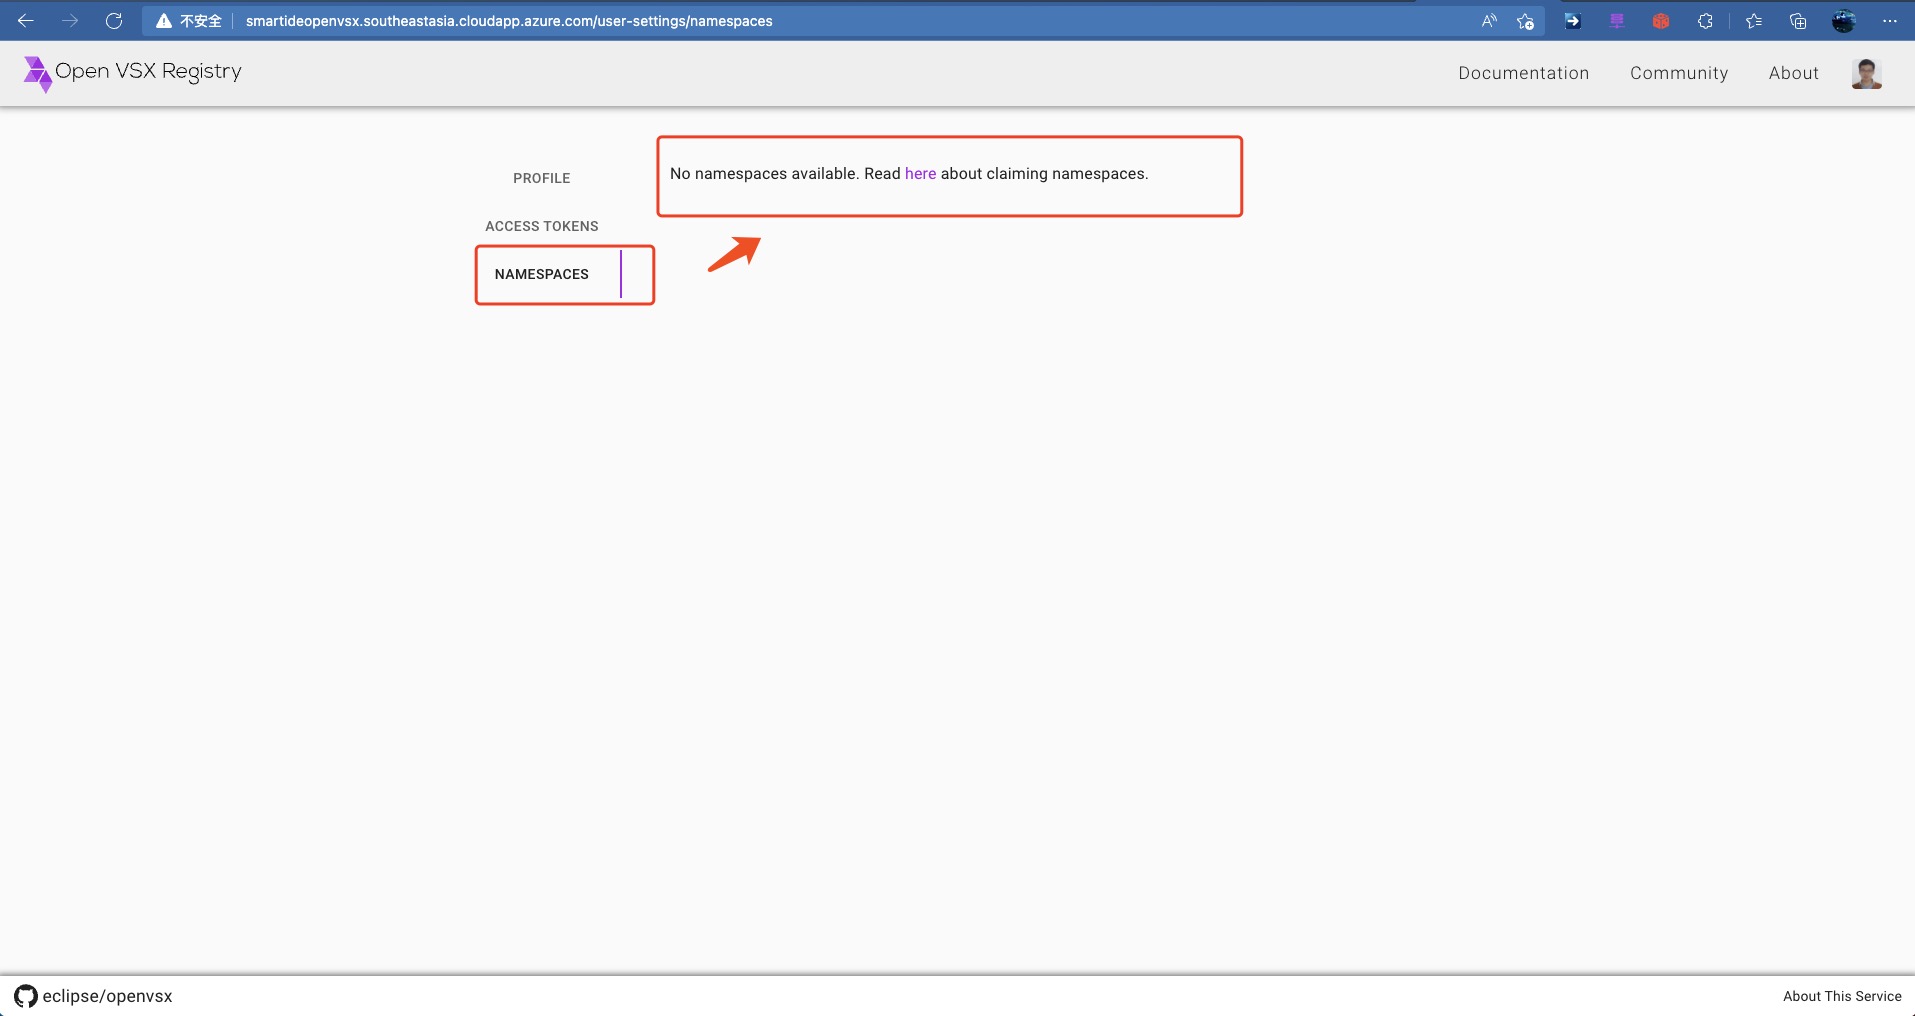 不安全 smartideopenvsx.southeastasia.cloudapp.azure.com/user-settings/namespaces
Open VSX Registry
Documentation
Community
About
PROFILE
ACCESS TOKENS
NAMESPACES
No namespaces available. Read here about claiming namespaces.
eclipse/openvsx
About This Service